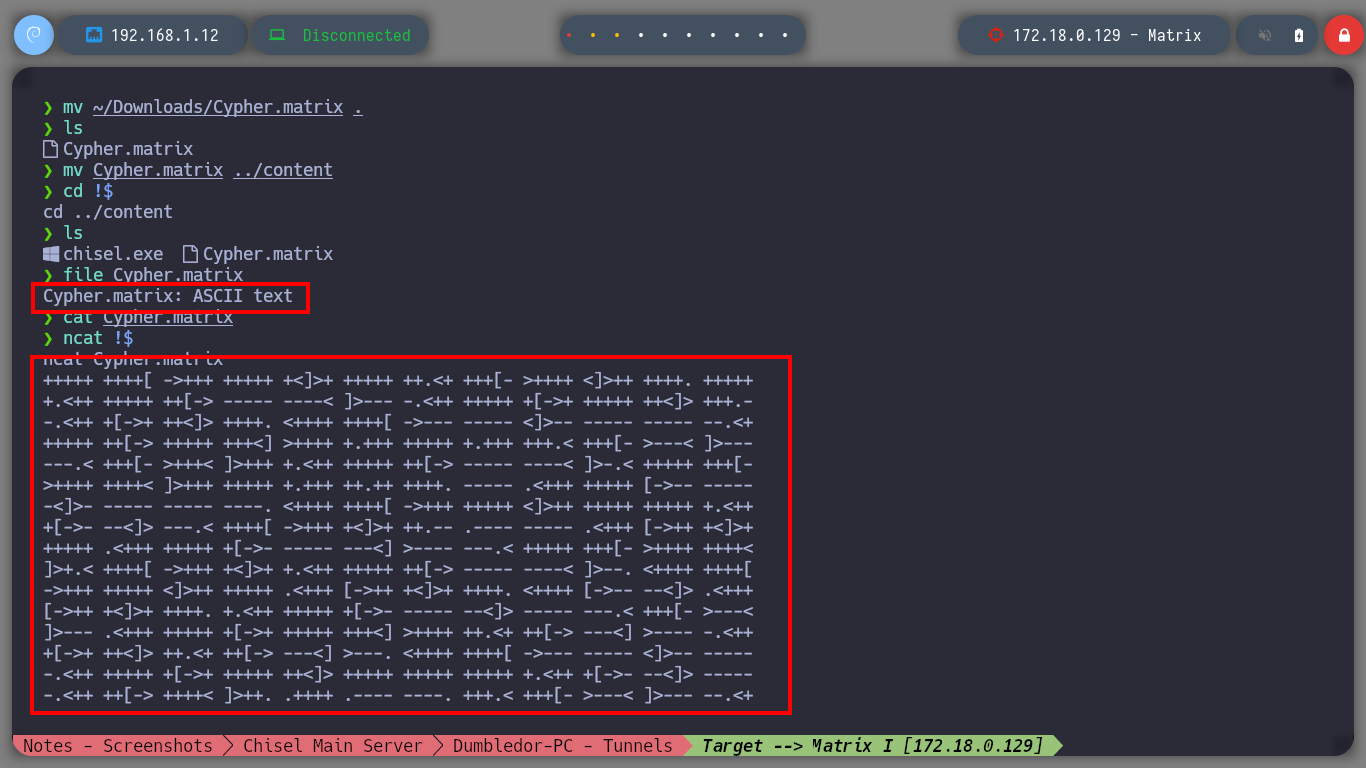 192.168.1.12 Disconnected 172.18.0.129 - Matrix
❯ mv ~/Downloads/Cypher.matrix .
❯ ls
Cypher.matrix
❯ mv Cypher.matrix ../content
❯ cd !$
cd ../content
❯ ls
chisel.exe Cypher.matrix
❯ file Cypher.matrix
Cypher.matrix: ASCII text
❯ cat Cypher.matrix
❯ ncat !$
ncat Cypher.matrix
+++++ ++++[ ->+++ +++++ +<]>+ +++++ ++.<+ +++[- >++++ <]>++ ++++. +++++
+.<++ +++++ ++[-> ----- ----< ]>--- -.<++ +++++ +[->+ +++++ ++<]> +++.-
-.<++ +[->+ ++<]> ++++. <++++ ++++[ ->--- ----- <]>-- ----- ----- --.<+
+++++ ++[-> +++++ +++<] >++++ +.+++ +++++ +.+++ +++.< +++[- >---< ]>---
---.< +++[- >+++< ]>+++ +.<++ +++++ ++[-> ----- ----< ]>-.< +++++ +++[-
>++++ ++++< ]>+++ +++++ +.+++ ++.++ ++++. ----- .<+++ +++++ [->-- -----
-<]>- ----- ----- ----. <++++ ++++[ ->+++ +++++ <]>++ +++++ +++++ +.<++
+[->- --<]> ---.< ++++[ ->+++ +<]>+ ++.-- .---- ----- .<+++ [->++ +<]>+
+++++ .<+++ +++++ +[->- ----- ---<] >---- ---.< +++++ +++[- >++++ ++++<
]>+.< ++++[ ->+++ +<]>+ +.<++ +++++ ++[-> ----- ----< ]>--. <++++ ++++[
->+++ +++++ <]>++ +++++ .<+++ [->++ +<]>+ ++++. <++++ [->-- --<]> .<+++
[->++ +<]>+ ++++. +.<++ +++++ +[->- ----- --<]> ----- ---.< +++[- >---<
]>--- .<+++ +++++ +[->+ +++++ +++<] >++++ ++.<+ ++[-> ---<] >---- -.<++
+[->+ ++<]> ++.<+ ++[-> ---<] >---. <++++ ++++[ ->--- ----- <]>-- -----
-.<++ +++++ +[->+ +++++ ++<]> +++++ +++++ +++++ +.<++ +[->- --<]> -----
-.<++ ++[-> ++++< ]>++. .++++ .---- ----. +++.< +++[- >---< ]>--- --.<+
Notes - Screenshots Chisel Main Server Dumbledor-PC - Tunnels Target --> Matrix I [172.18.0.129]